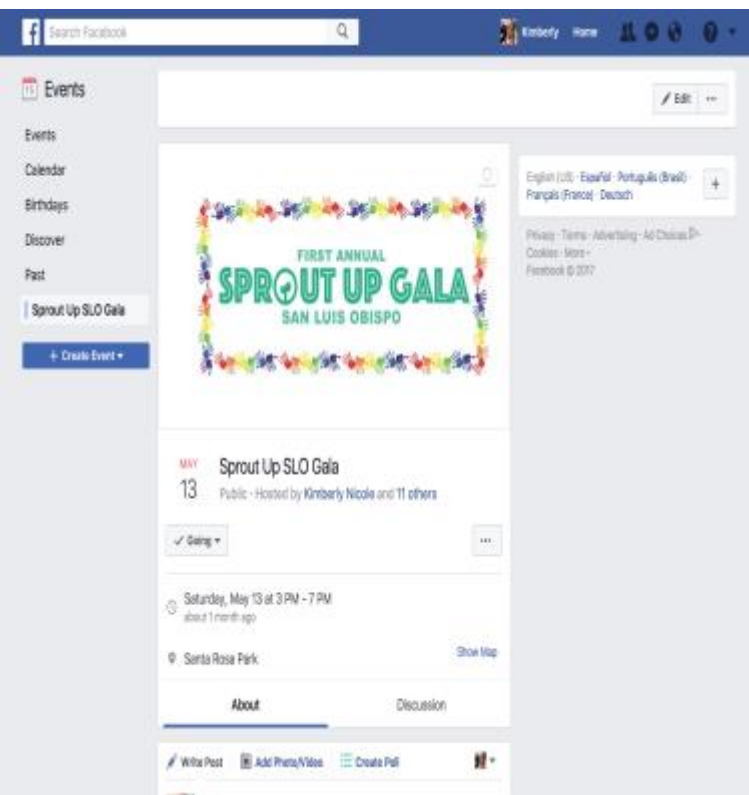 f Search Facebook Kimberly Home
Events
Events
Calendar
Birthdays
Discover
Past
Sprout Up SLO Gala
+ Create Event
Edit ...
FIRST ANNUAL
SPROUT UP GALA
SAN LUIS OBISPO
MAY
13
Sprout Up SLO Gala
Public · Hosted by Kimberly Nicole and 11 others
✓ Going
...
Saturday, May 13 at 3 PM - 7 PM
about 1 month ago
Santa Rosa Park
Show Map
About Discussion
Write Post Add Photo/Video Create Poll
English (US) · Español · Português (Brasil) ·
Français (France) · Deutsch
+
Privacy · Terms · Advertising · Ad Choices
Cookies · More
Facebook © 2017